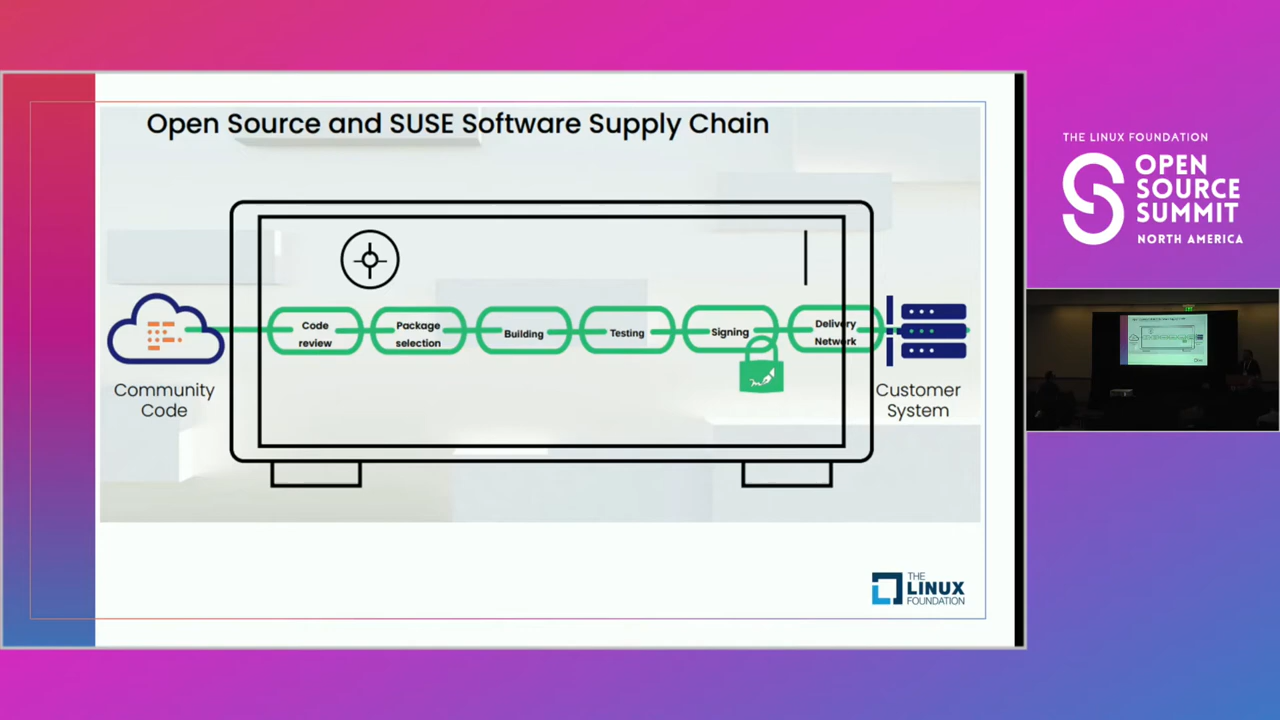 Open Source and SUSE Software Supply Chain
Code
review
Package
selection
Building
Testing
Signing
Delivery
Network
Community
Code
Customer
System
THE
LINUX
FOUNDATION
THE LINUX FOUNDATION
OPEN
SOURCE
SUMMIT
NORTH AMERICA